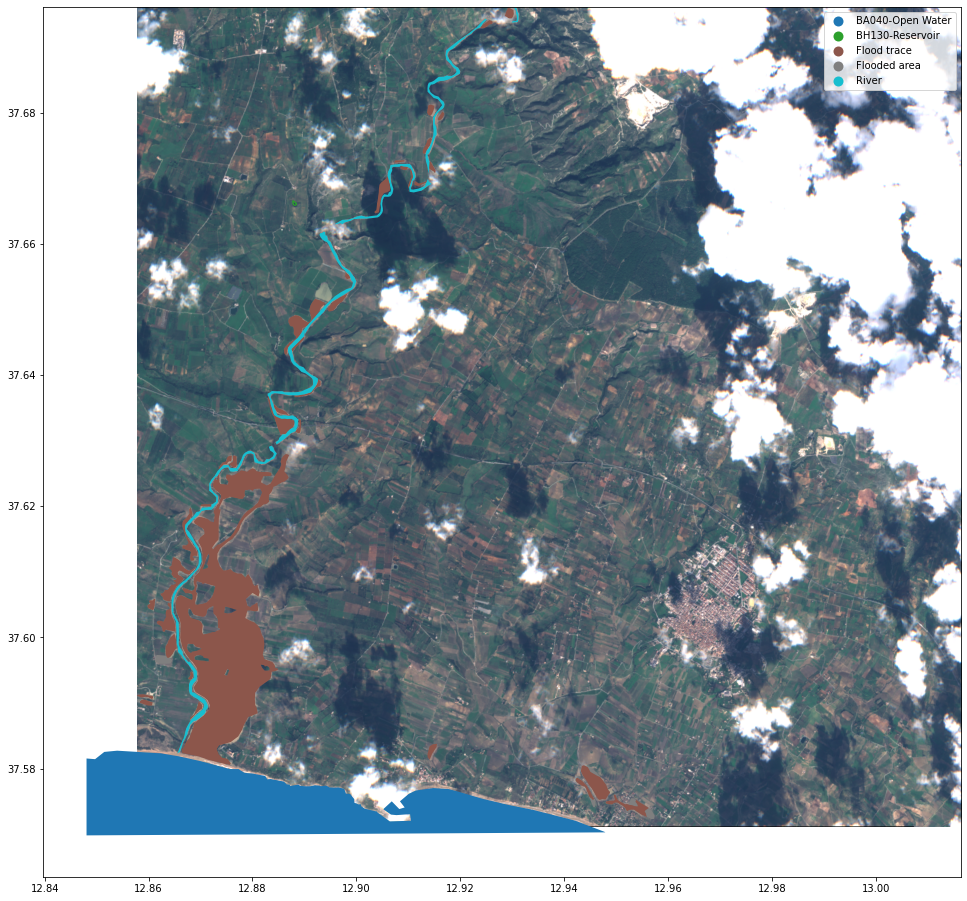 BA040-Open Water
BH130-Reservoir
Flood trace
Flooded area
River
37.68
37.66
37.64
37.62
37.60
37.58
12.84 12.86 12.88 12.90 12.92 12.94 12.96 12.98 13.00